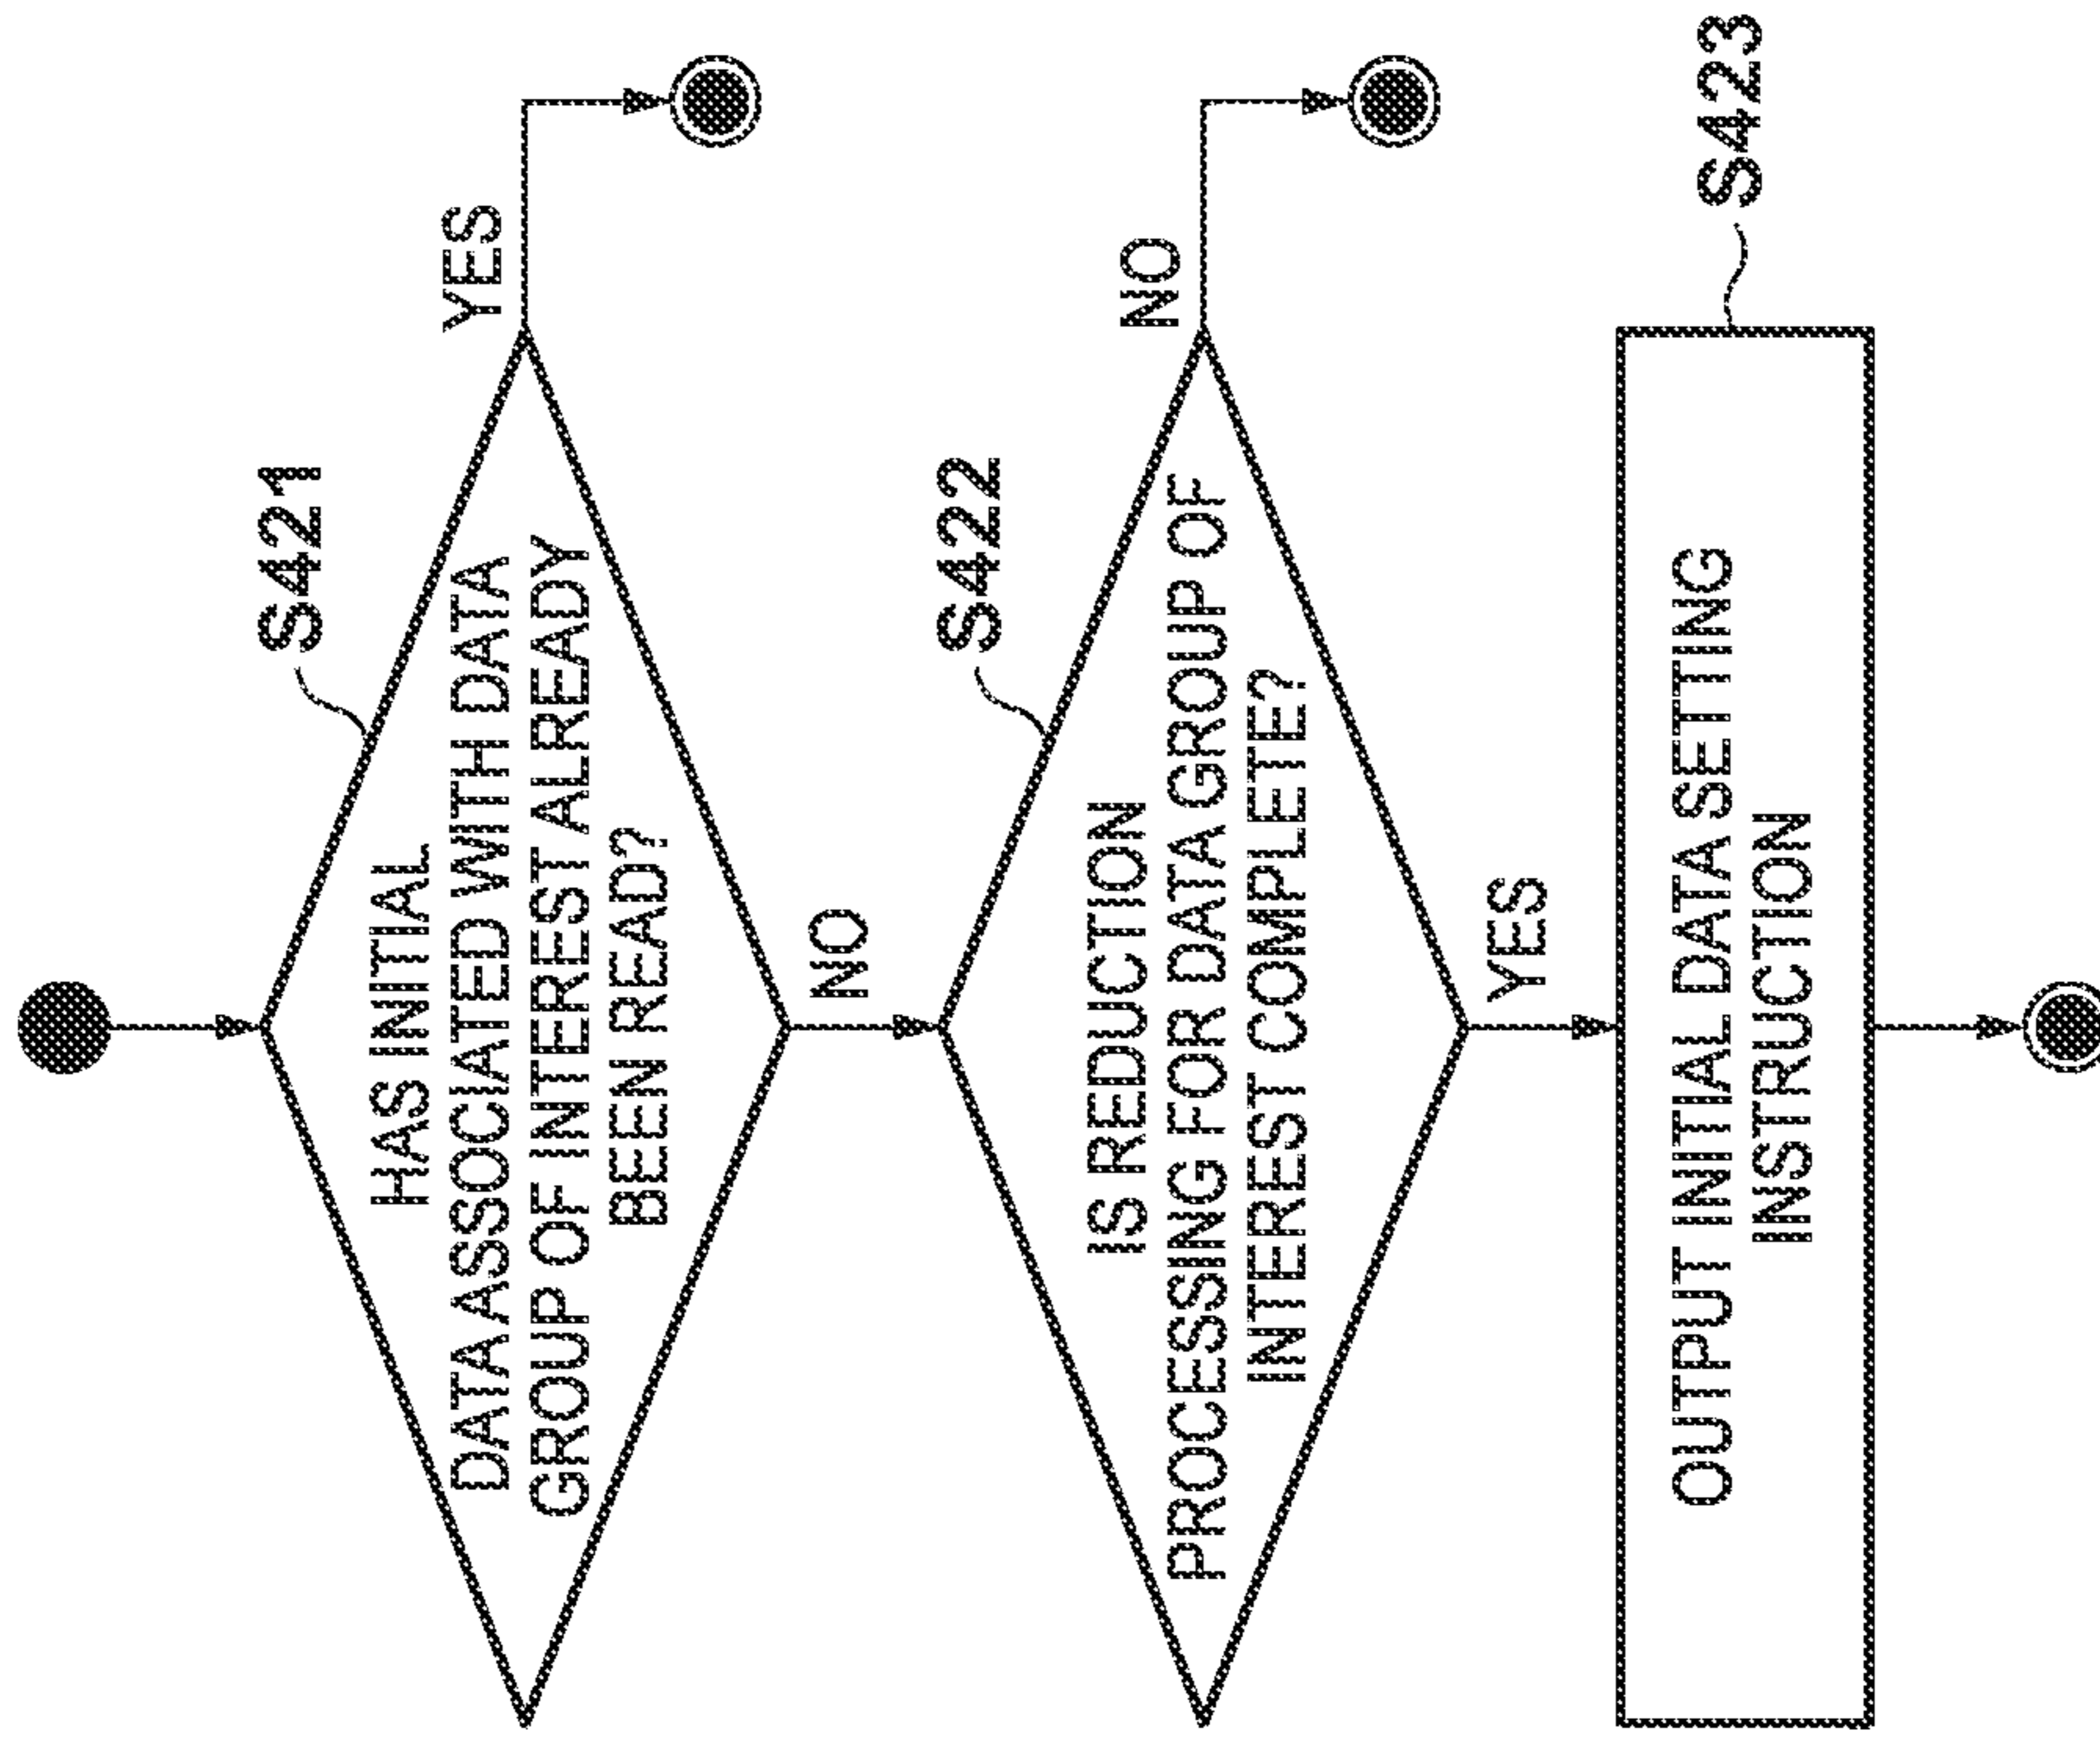 S421
HAS INITIAL
DATA ASSOCIATED WITH DATA
GROUP OF INTEREST ALREADY
BEEN READ?
YES
NO
S422
IS REDUCTION
PROCESSING FOR DATA GROUP OF
INTEREST COMPLETE?
NO
YES
S423
OUTPUT INITIAL DATA SETTING
INSTRUCTION